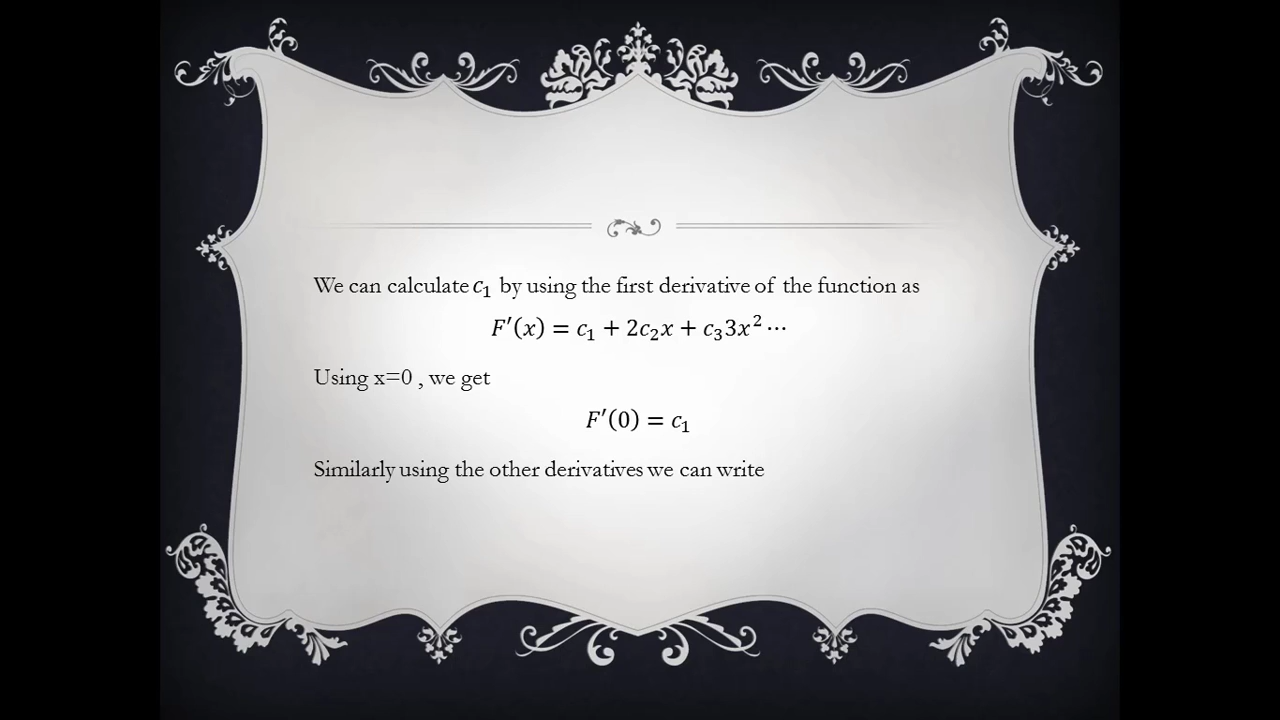 We can calculate c₁ by using the first derivative of the function as
F′(x) = c₁ + 2c₂x + c₃3x² ⋯
Using x=0 , we get
F′(0) = c₁
Similarly using the other derivatives we can write